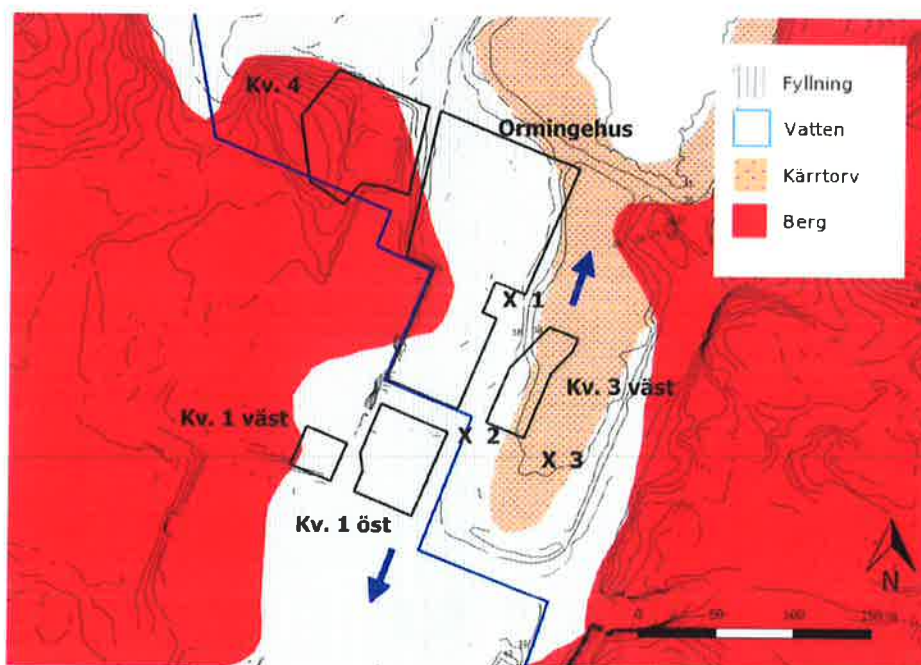 Kv. 4
Ormingehus
Fyllning
Vatten
Kärrtorv
Berg
X 1
Kv. 3 väst
Kv. 1 väst
X 2
X 3
Kv. 1 öst
N
0 50 100 150